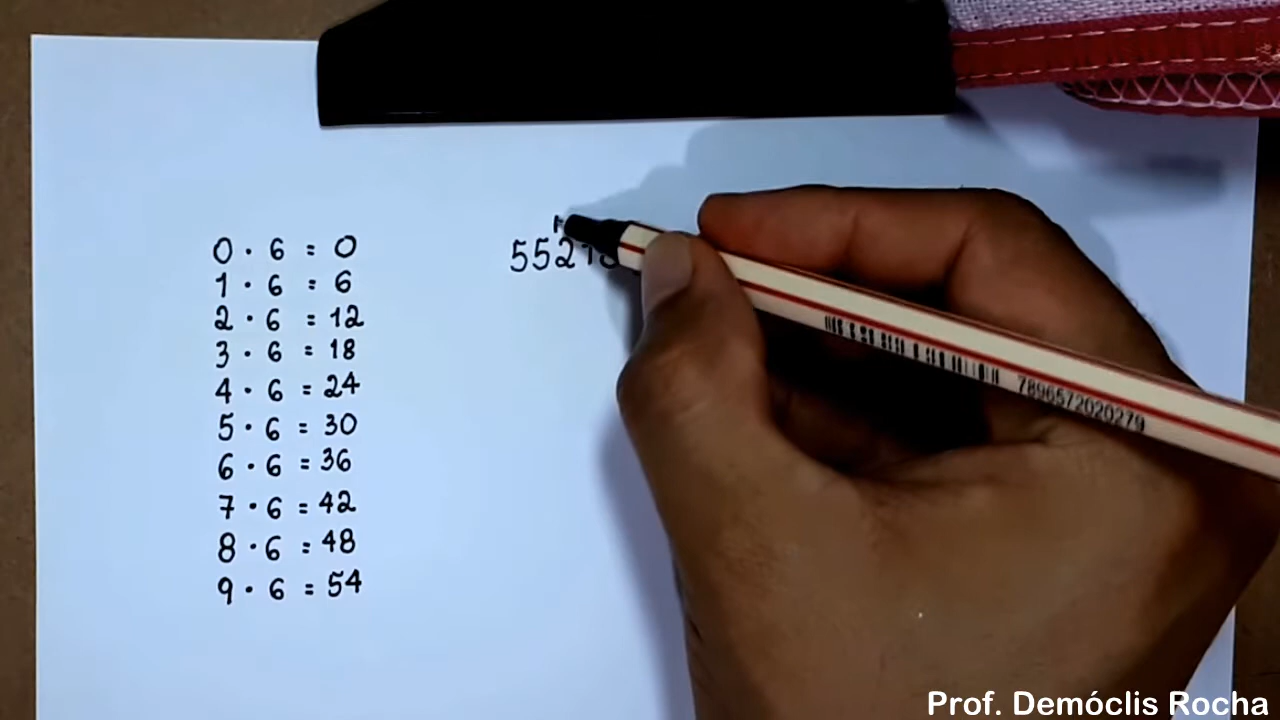 0 · 6 = 0
1 · 6 = 6
2 · 6 = 12
3 · 6 = 18
4 · 6 = 24
5 · 6 = 30
6 · 6 = 36
7 · 6 = 42
8 · 6 = 48
9 · 6 = 54
7896572020279
Prof. Demóclis Rocha